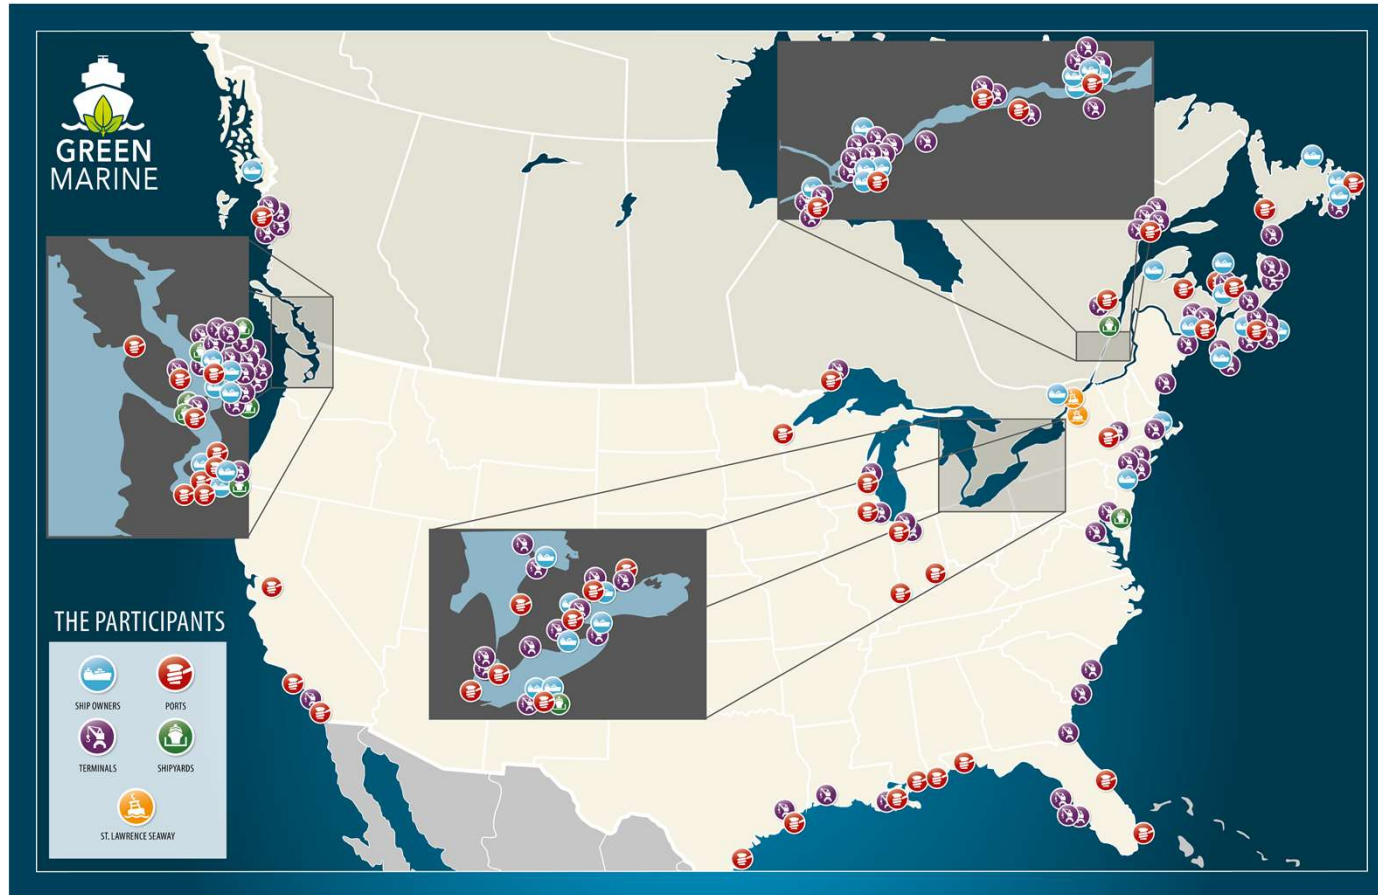 GREEN
MARINE
THE PARTICIPANTS
SHIP OWNERS
PORTS
TERMINALS
SHIPYARDS
ST. LAWRENCE SEAWAY